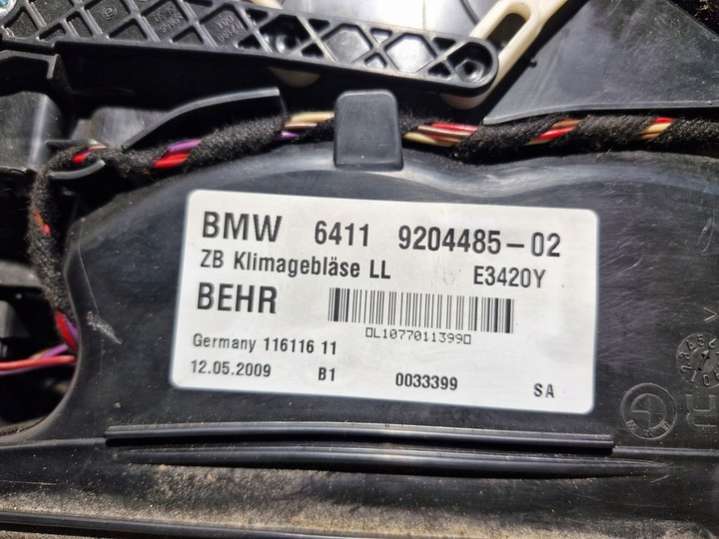 BMW 6411 9204485-02
ZB Klimagebläse LL E3420Y
BEHR
0L10770113990
Germany 116116 11
12.05.2009 B1 0033399 SA